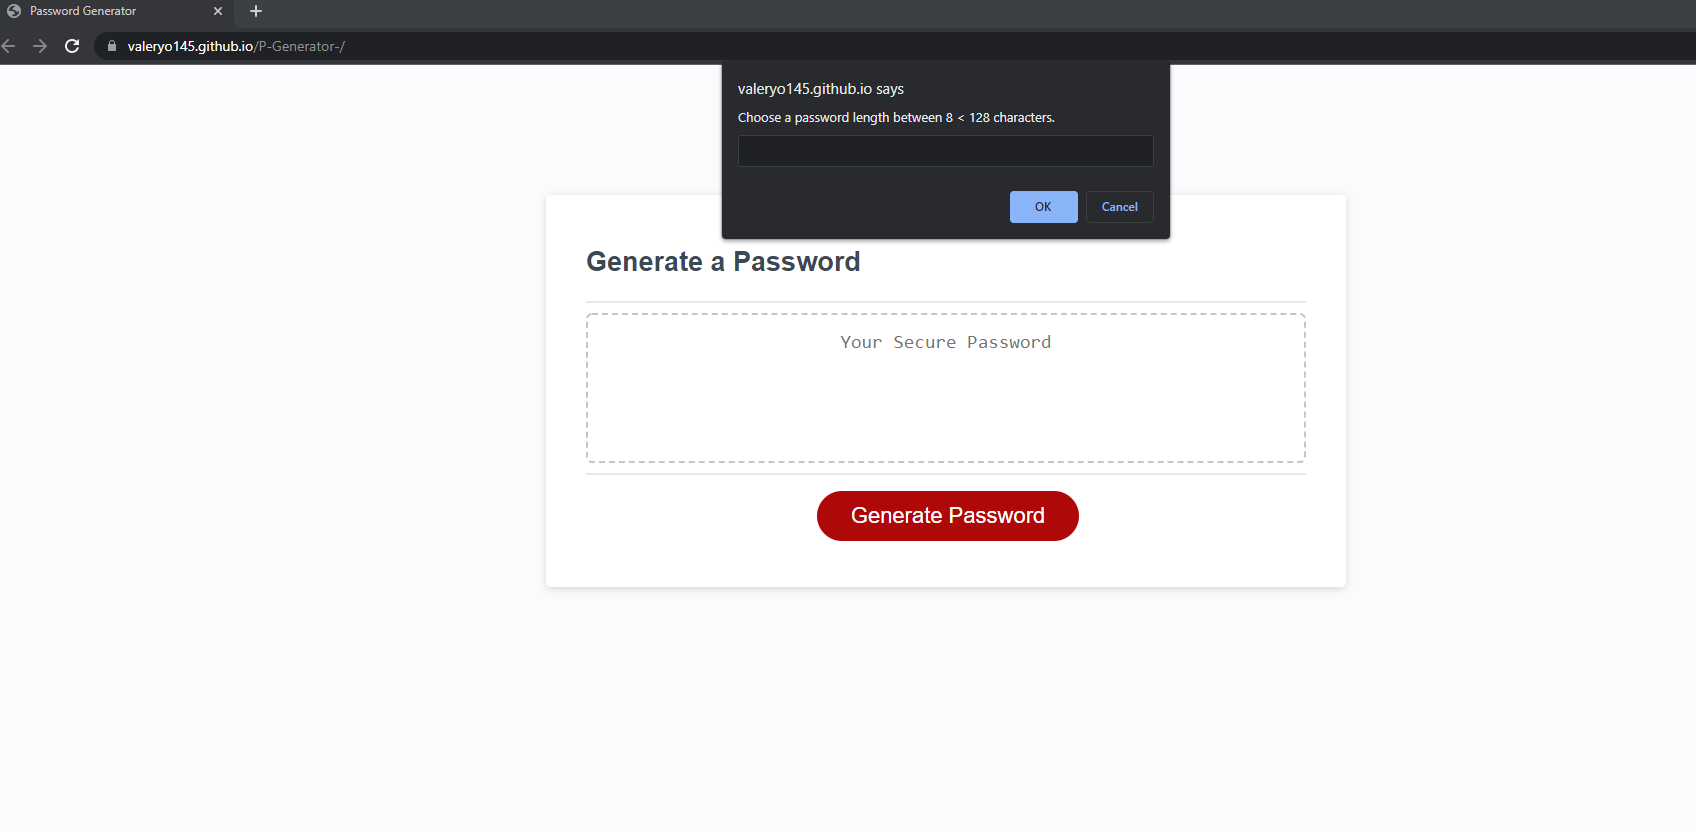 Password Generator
valeryo145.github.io/P-Generator-/
valeryo145.github.io says
Choose a password length between 8 < 128 characters.
OK
Cancel
Generate a Password
Your Secure Password
Generate Password